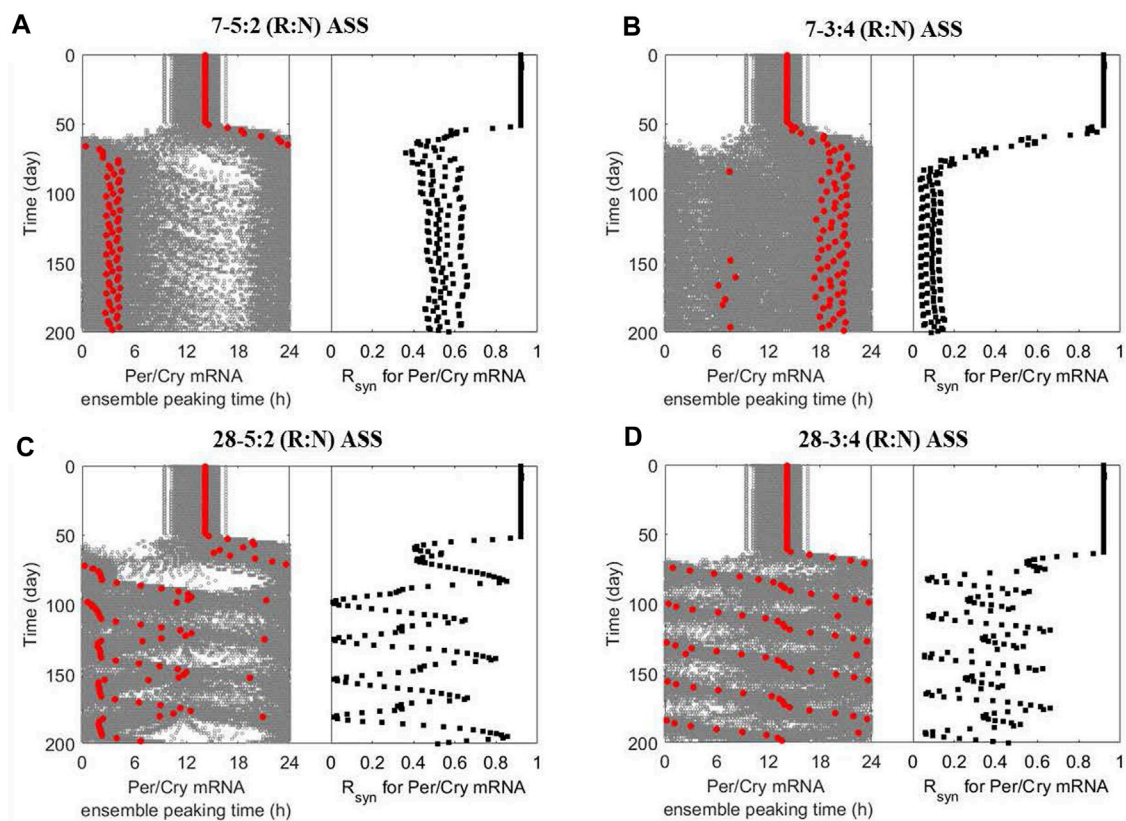 A
7-5:2 (R:N) ASS
B
7-3:4 (R:N) ASS
0
50
100
150
200
Time (day)
0 6 12 18 24
Per/Cry mRNA
ensemble peaking time (h)
0 0.2 0.4 0.6 0.8 1
Rsyn for Per/Cry mRNA
0
50
100
150
200
Time (day)
0 6 12 18 24
Per/Cry mRNA
ensemble peaking time (h)
0 0.2 0.4 0.6 0.8 1
Rsyn for Per/Cry mRNA
C
28-5:2 (R:N) ASS
D
28-3:4 (R:N) ASS
0
50
100
150
200
Time (day)
0 6 12 18 24
Per/Cry mRNA
ensemble peaking time (h)
0 0.2 0.4 0.6 0.8 1
Rsyn for Per/Cry mRNA
0
50
100
150
200
Time (day)
0 6 12 18 24
Per/Cry mRNA
ensemble peaking time (h)
0 0.2 0.4 0.6 0.8 1
Rsyn for Per/Cry mRNA